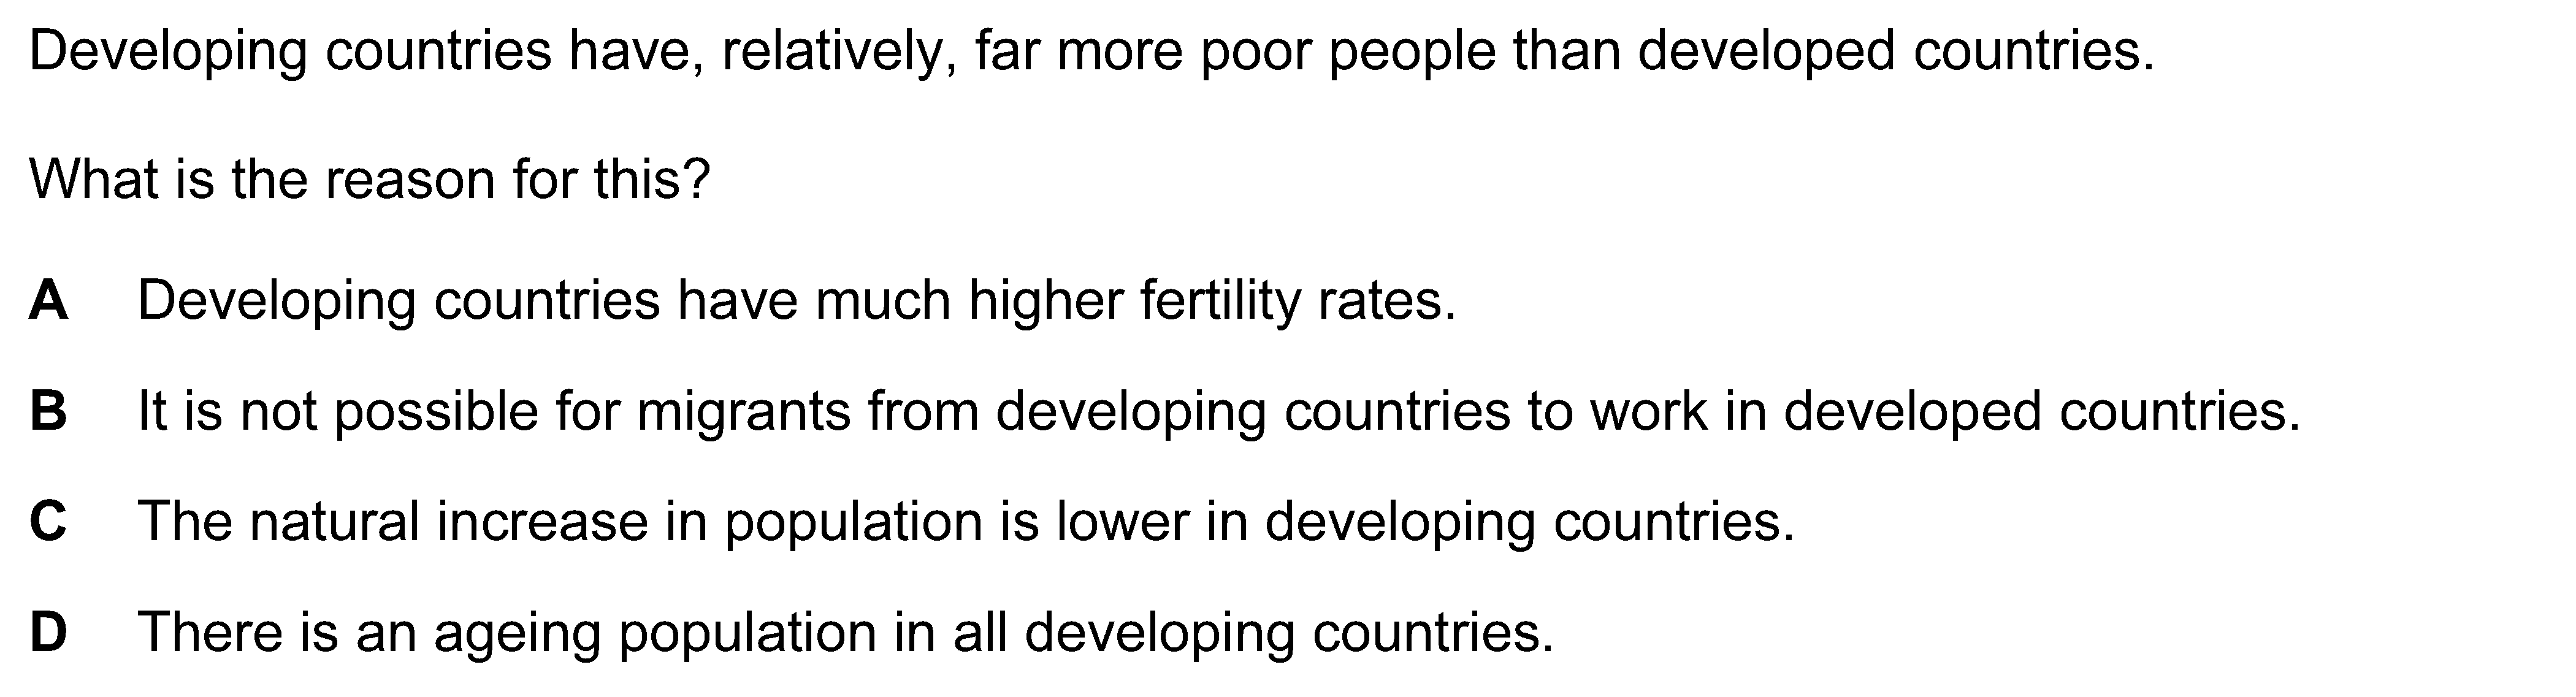 Developing countries have, relatively, far more poor people than developed countries.
What is the reason for this?
A Developing countries have much higher fertility rates.
B It is not possible for migrants from developing countries to work in developed countries.
C The natural increase in population is lower in developing countries.
D There is an ageing population in all developing countries.